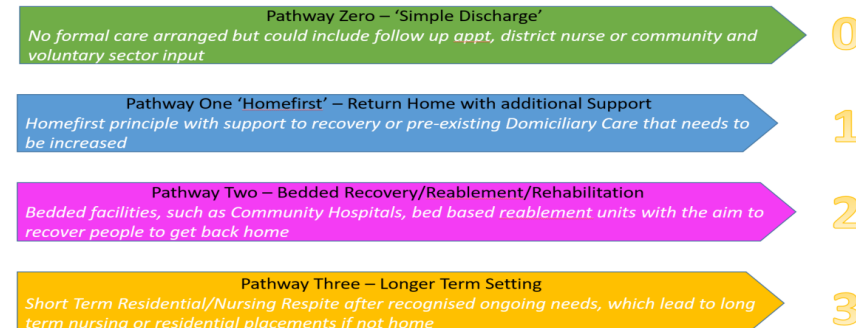 Pathway Zero – ‘Simple Discharge’
No formal care arranged but could include follow up appt, district nurse or community and
voluntary sector input
0
Pathway One ‘Homefirst’ – Return Home with additional Support
Homefirst principle with support to recovery or pre-existing Domiciliary Care that needs to
be increased
1
Pathway Two – Bedded Recovery/Reablement/Rehabilitation
Bedded facilities, such as Community Hospitals, bed based reablement units with the aim to
recover people to get back home
2
Pathway Three – Longer Term Setting
Short Term Residential/Nursing Respite after recognised ongoing needs, which lead to long
term nursing or residential placements if not home
3